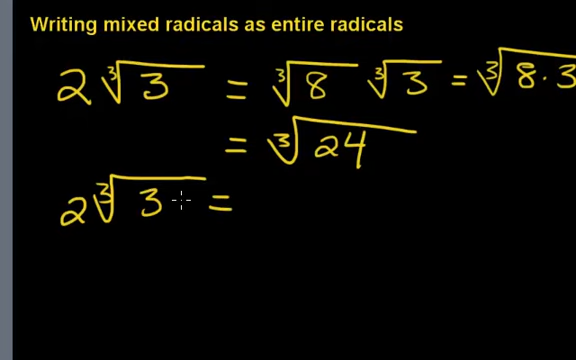 Writing mixed radicals as entire radicals
2∛3 = ∛8 ∛3 = ∛8·3
= ∛24
2∛3 =